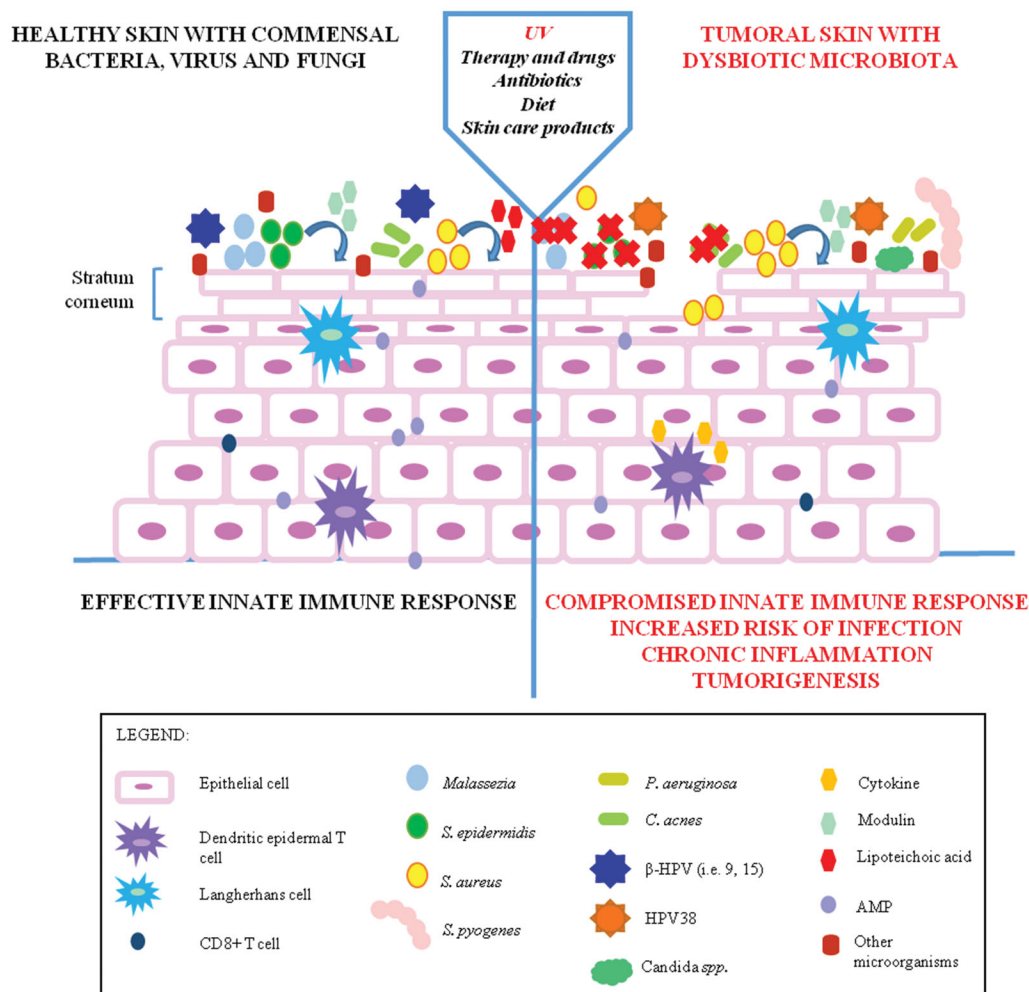 HEALTHY SKIN WITH COMMENSAL
BACTERIA, VIRUS AND FUNGI
UV
Therapy and drugs
Antibiotics
Diet
Skin care products
TUMORAL SKIN WITH
DYSBIOTIC MICROBIOTA
Stratum
corneum
EFFECTIVE INNATE IMMUNE RESPONSE
COMPROMISED INNATE IMMUNE RESPONSE
INCREASED RISK OF INFECTION
CHRONIC INFLAMMATION
TUMORIGENESIS
LEGEND:
Epithelial cell
Dendritic epidermal T
cell
Langherhans cell
CD8+ T cell
Malassezia
S. epidermidis
S. aureus
S. pyogenes
P. aeruginosa
C. acnes
β-HPV (i.e. 9, 15)
HPV38
Candida spp.
Cytokine
Modulin
Lipoteichoic acid
AMP
Other
microorganisms